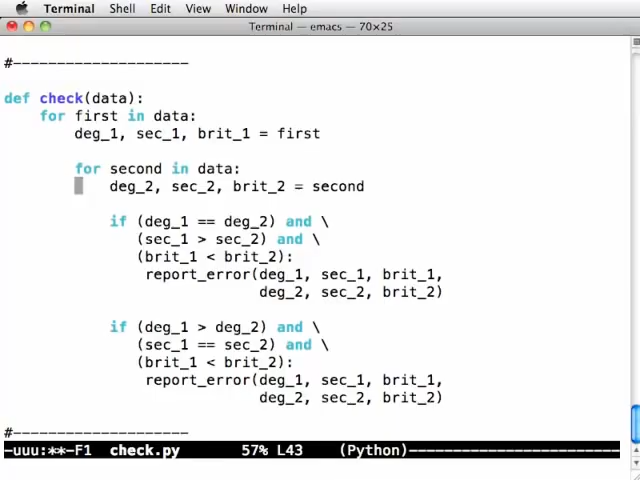 Terminal Shell Edit View Window Help
Terminal — emacs — 70×25
#--------------------
def check(data):
    for first in data:
        deg_1, sec_1, brit_1 = first
        for second in data:
            deg_2, sec_2, brit_2 = second
            if (deg_1 == deg_2) and \
               (sec_1 > sec_2) and \
               (brit_1 < brit_2):
                report_error(deg_1, sec_1, brit_1,
                             deg_2, sec_2, brit_2)
            if (deg_1 > deg_2) and \
               (sec_1 == sec_2) and \
               (brit_1 < brit_2):
                report_error(deg_1, sec_1, brit_1,
                             deg_2, sec_2, brit_2)
#--------------------
-uuu:**-F1  check.py       57% L43    (Python)------------------------